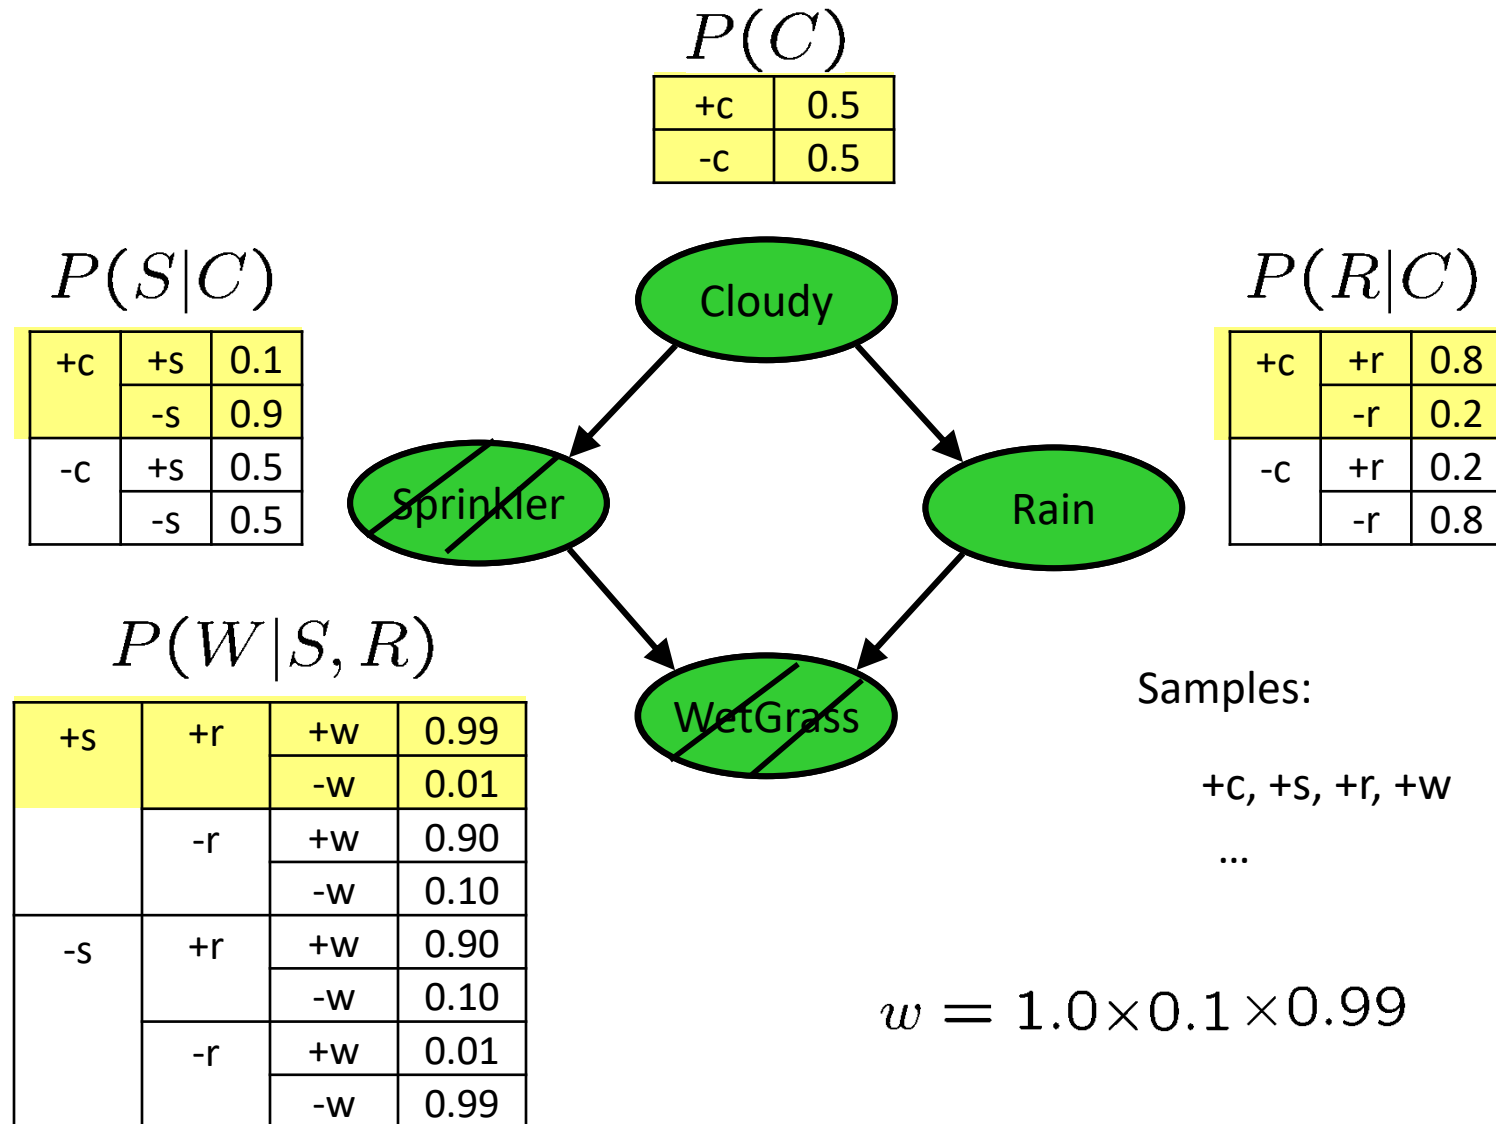 P(C)
+c 0.5
-c 0.5
P(S|C)
+c +s 0.1
-s 0.9
-c +s 0.5
-s 0.5
Cloudy
P(R|C)
+c +r 0.8
-r 0.2
-c +r 0.2
-r 0.8
Sprinkler
Rain
P(W|S, R)
+s +r +w 0.99
-w 0.01
-r +w 0.90
-w 0.10
-s +r +w 0.90
-w 0.10
-r +w 0.01
-w 0.99
WetGrass
Samples:
+c, +s, +r, +w
...
w = 1.0×0.1×0.99